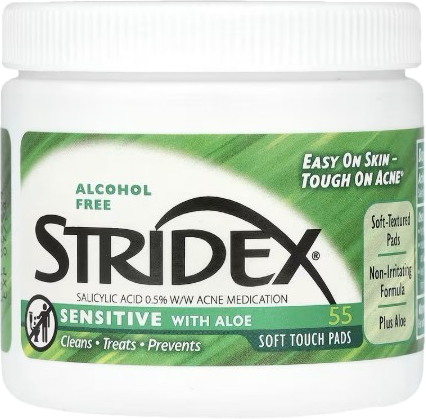 ALCOHOL
FREE
EASY ON SKIN–
TOUGH ON ACNE®
STRIDEX®
SALICYLIC ACID 0.5% W/W ACNE MEDICATION
SENSITIVE WITH ALOE
55
SOFT TOUCH PADS
Cleans • Treats • Prevents
Soft-Textured
Pads
Non-Irritating
Formula
Plus Aloe